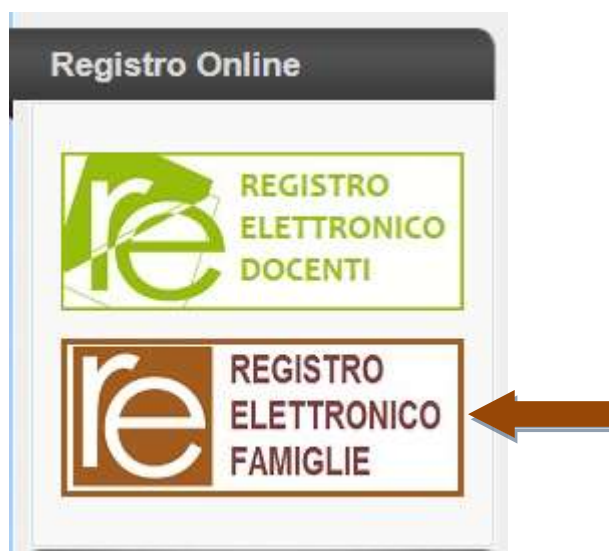 Registro Online
re
REGISTRO
ELETTRONICO
DOCENTI
re
REGISTRO
ELETTRONICO
FAMIGLIE